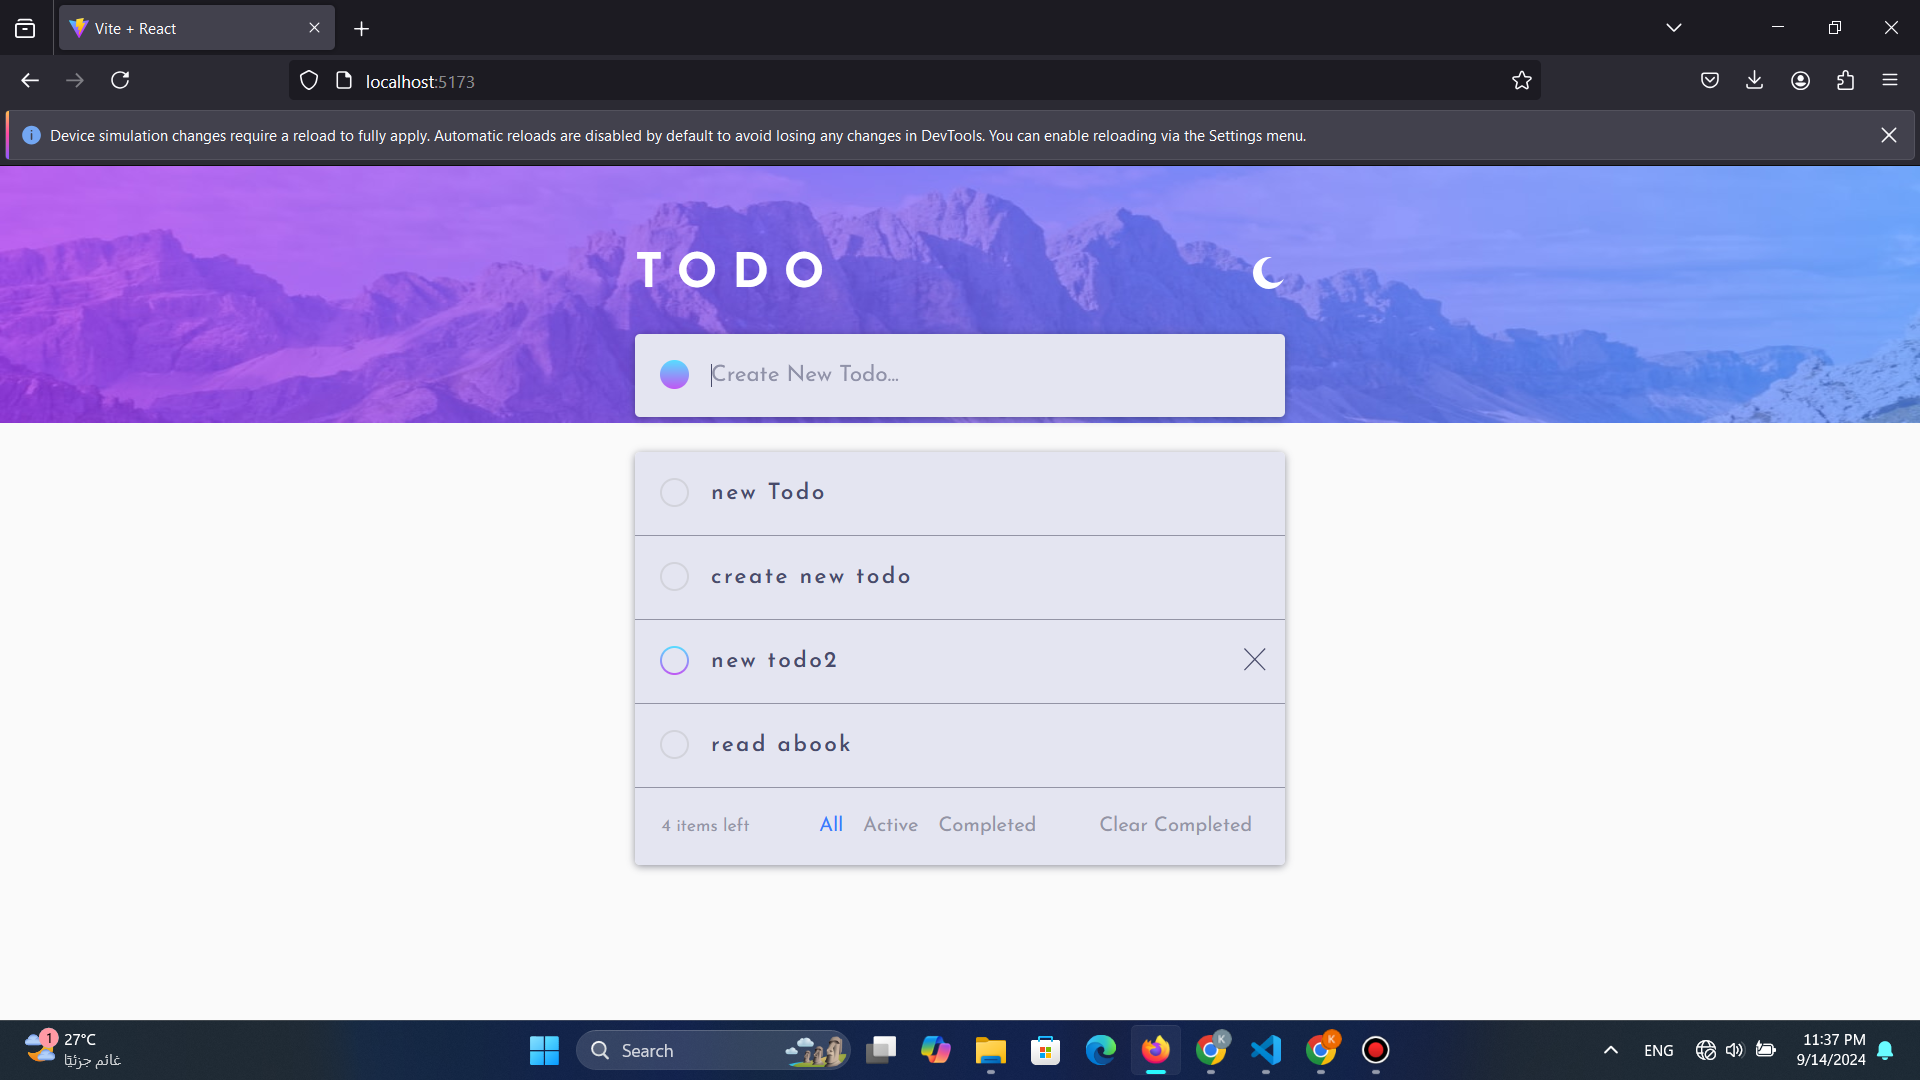 Vite + React
localhost:5173
Device simulation changes require a reload to fully apply. Automatic reloads are disabled by default to avoid losing any changes in DevTools. You can enable reloading via the Settings menu.
TODO
Create New Todo...
new Todo
create new todo
new todo2
read abook
4 items left
All
Active
Completed
Clear Completed
1
27°C
غائم جزئيًا
Search
K
K
ENG
11:37 PM
9/14/2024